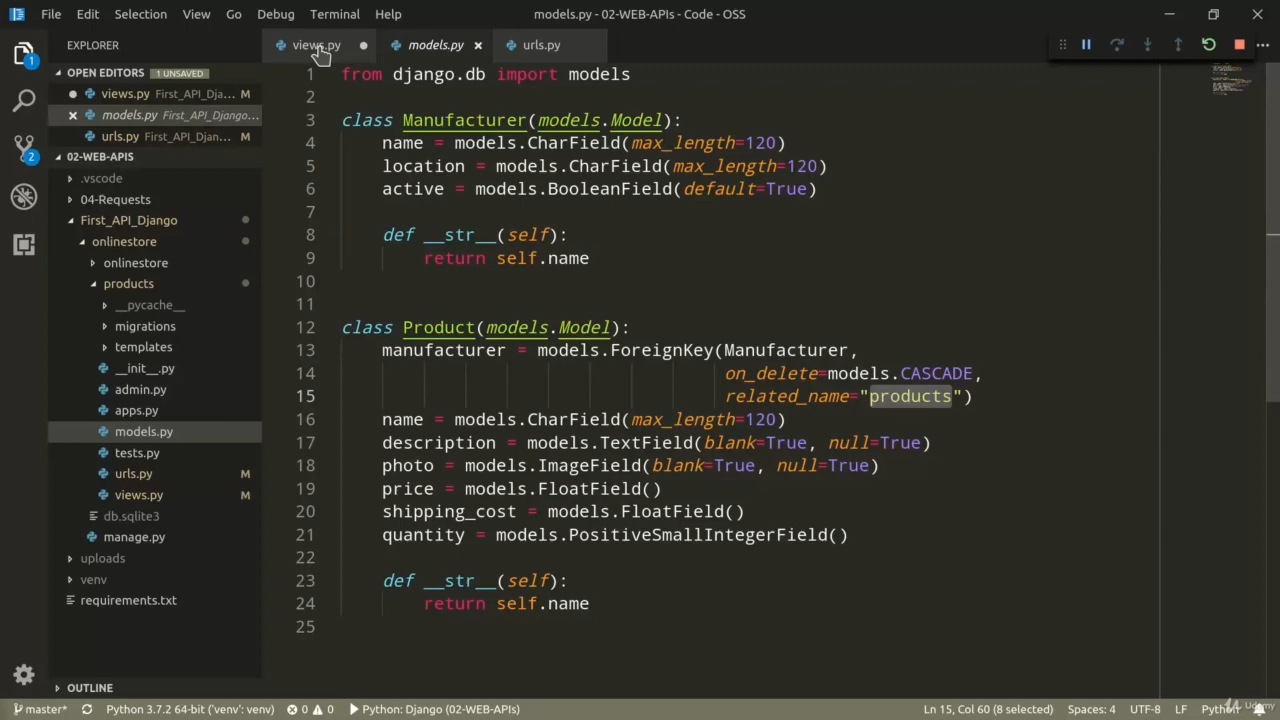 File Edit Selection View Go Debug Terminal Help models.py - 02-WEB-APIs - Code - OSS
EXPLORER
OPEN EDITORS 1 UNSAVED
views.py First_API_Dja... M
models.py First_API_Django...
urls.py First_API_Djan... M
02-WEB-APIS
.vscode
04-Requests
First_API_Django
onlinestore
onlinestore
products
__pycache__
migrations
templates
__init__.py
admin.py
apps.py
models.py
tests.py
urls.py M
views.py M
db.sqlite3
manage.py
uploads
venv
requirements.txt
OUTLINE
1
2
views.py models.py urls.py
1 from django.db import models
2
3 class Manufacturer(models.Model):
4 name = models.CharField(max_length=120)
5 location = models.CharField(max_length=120)
6 active = models.BooleanField(default=True)
7
8 def __str__(self):
9 return self.name
10
11
12 class Product(models.Model):
13 manufacturer = models.ForeignKey(Manufacturer,
14 on_delete=models.CASCADE,
15 related_name="products")
16 name = models.CharField(max_length=120)
17 description = models.TextField(blank=True, null=True)
18 photo = models.ImageField(blank=True, null=True)
19 price = models.FloatField()
20 shipping_cost = models.FloatField()
21 quantity = models.PositiveSmallIntegerField()
22
23 def __str__(self):
24 return self.name
25
master* Python 3.7.2 64-bit ('venv': venv) 0 0 Python: Django (02-WEB-APIs) Ln 15, Col 60 (8 selected) Spaces: 4 UTF-8 LF Python
Udemy